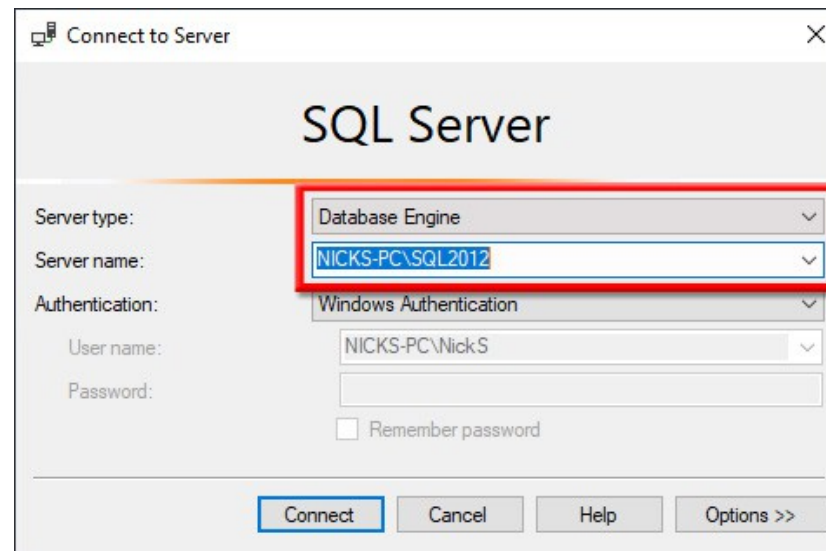 Connect to Server
SQL Server
Server type: Database Engine
Server name: NICKS-PC\SQL2012
Authentication: Windows Authentication
User name: NICKS-PC\NickS
Password:
Remember password
Connect Cancel Help Options >>